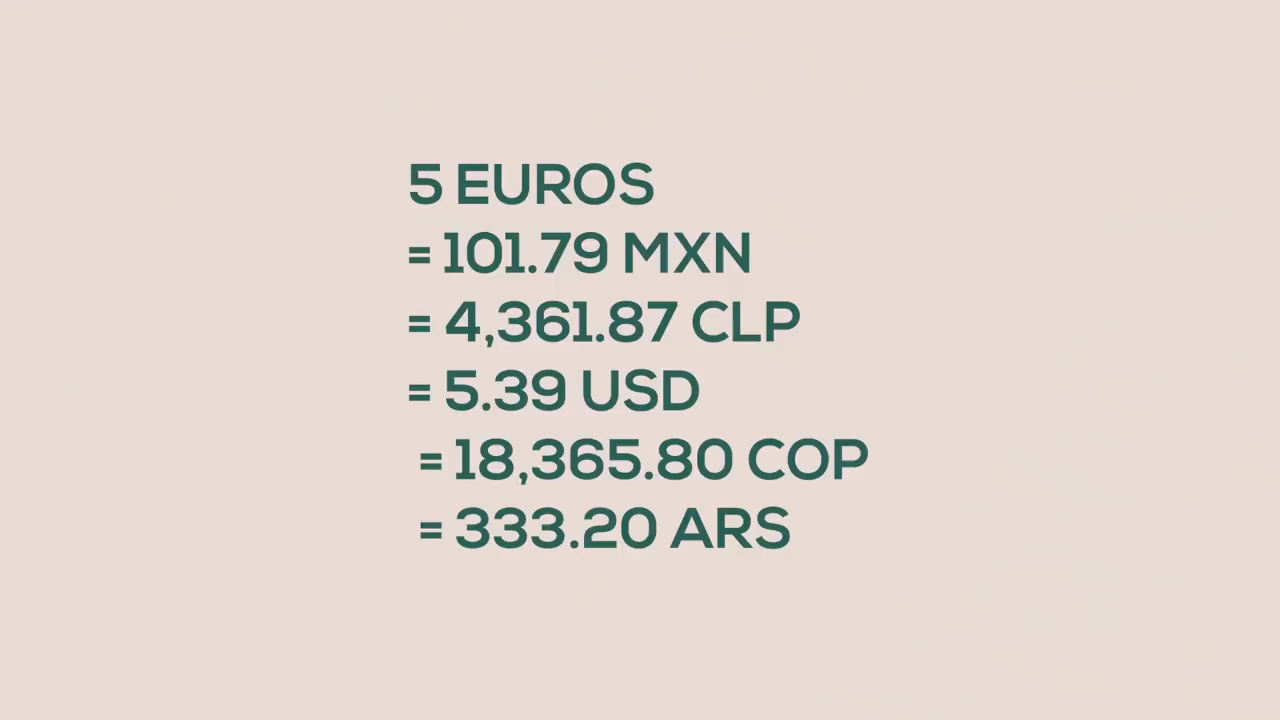 5 EUROS
= 101.79 MXN
= 4,361.87 CLP
= 5.39 USD
= 18,365.80 COP
= 333.20 ARS